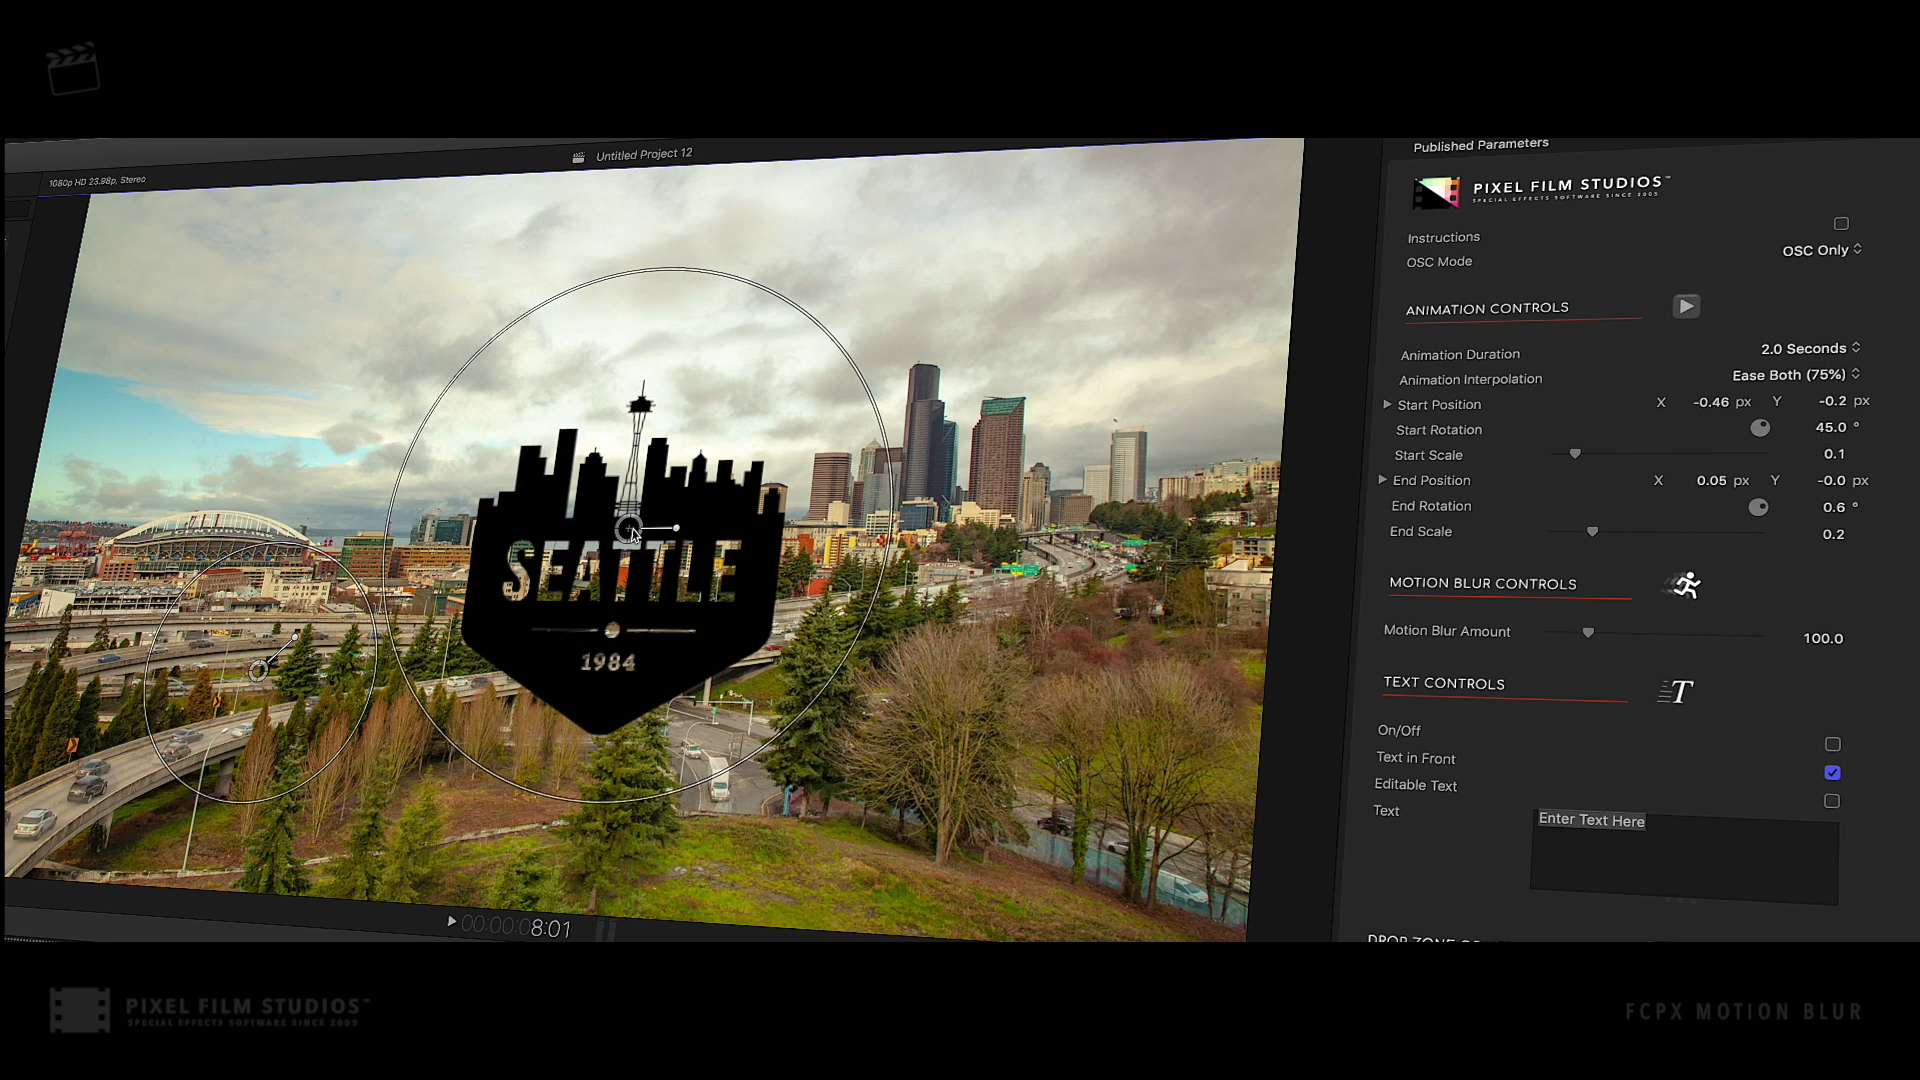 Untitled Project 12
1080p HD 23.98p, Stereo
SEATTLE
1984
00:00:08:01
Published Parameters
PIXEL FILM STUDIOS™
SPECIAL EFFECTS SOFTWARE SINCE 2005
Instructions
OSC Mode OSC Only
ANIMATION CONTROLS
Animation Duration 2.0 Seconds
Animation Interpolation Ease Both (75%)
Start Position X -0.46 px Y -0.2 px
Start Rotation 45.0 °
Start Scale 0.1
End Position X 0.05 px Y -0.0 px
End Rotation 0.6 °
End Scale 0.2
MOTION BLUR CONTROLS
Motion Blur Amount 100.0
TEXT CONTROLS T
On/Off
Text in Front
Editable Text
Text Enter Text Here
DROP ZONE
PIXEL FILM STUDIOS™
SPECIAL EFFECTS SOFTWARE SINCE 2005
FCPX MOTION BLUR